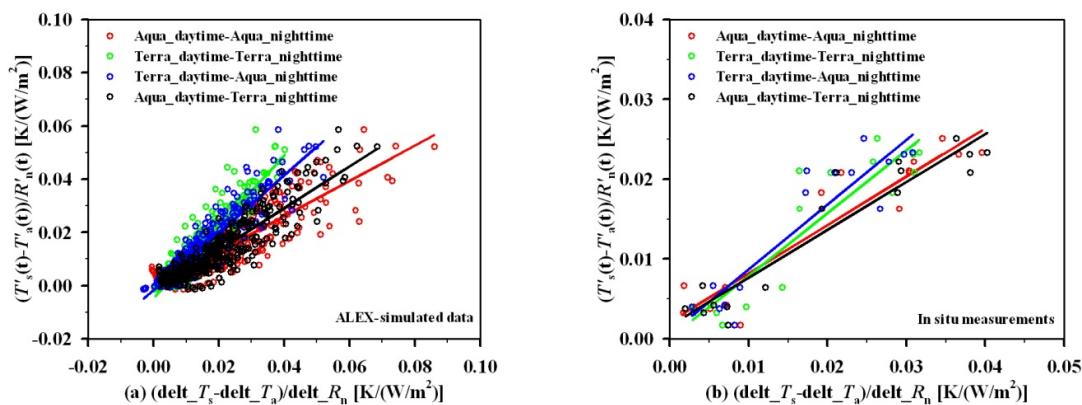 (T's(t)-T'a(t))/R'n(t) [K/(W/m²)]
0.10
0.08
0.06
0.04
0.02
0.00
-0.02
Aqua_daytime-Aqua_nighttime
Terra_daytime-Terra_nighttime
Terra_daytime-Aqua_nighttime
Aqua_daytime-Terra_nighttime
ALEX-simulated data
-0.02 0.00 0.02 0.04 0.06 0.08 0.10
(a) (delt_Ts-delt_Ta)/delt_Rn [K/(W/m²)]
(T's(t)-T'a(t))/R'n(t) [K/(W/m²)]
0.04
0.03
0.02
0.01
0.00
Aqua_daytime-Aqua_nighttime
Terra_daytime-Terra_nighttime
Terra_daytime-Aqua_nighttime
Aqua_daytime-Terra_nighttime
In situ measurements
0.00 0.01 0.02 0.03 0.04 0.05
(b) (delt_Ts-delt_Ta)/delt_Rn [K/(W/m²)]